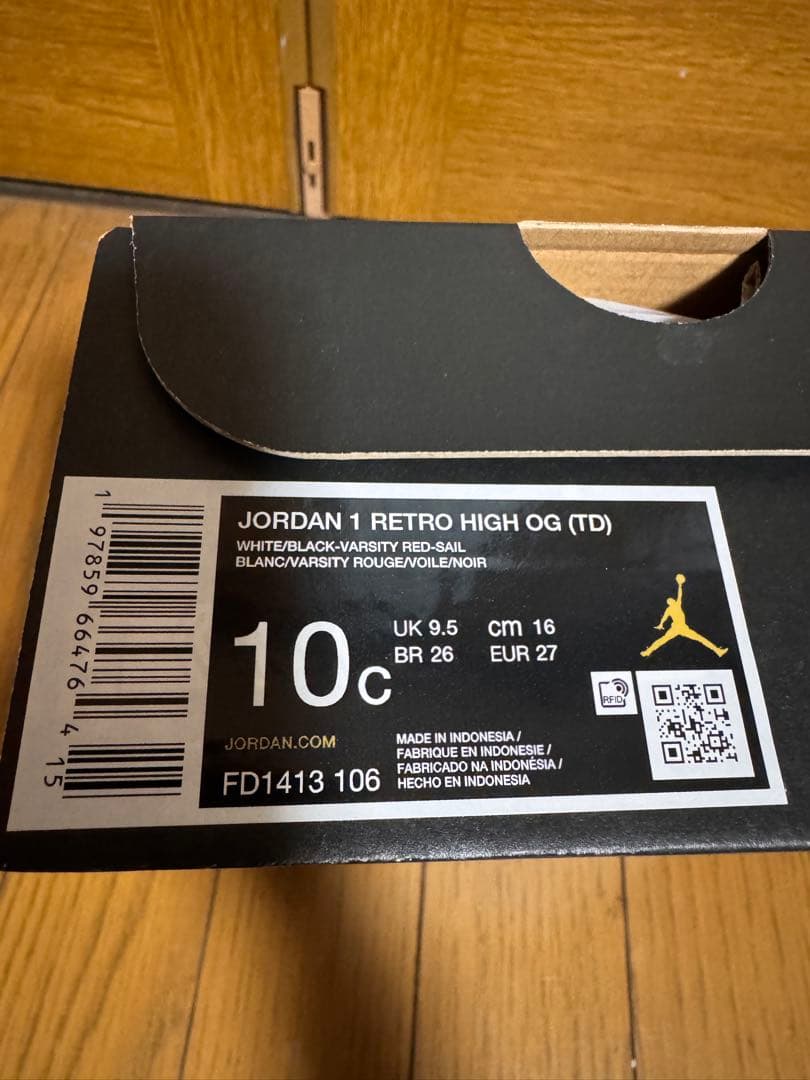 JORDAN 1 RETRO HIGH OG (TD)
WHITE/BLACK-VARSITY RED-SAIL
BLANC/VARSITY ROUGE/VOILE/NOIR
10C
UK 9.5 cm 16
BR 26 EUR 27
RFID
JORDAN.COM
FD1413 106
MADE IN INDONESIA /
FABRIQUE EN INDONESIE /
FABRICADO NA INDONÉSIA /
HECHO EN INDONESIA
1 97859 66476 4 15